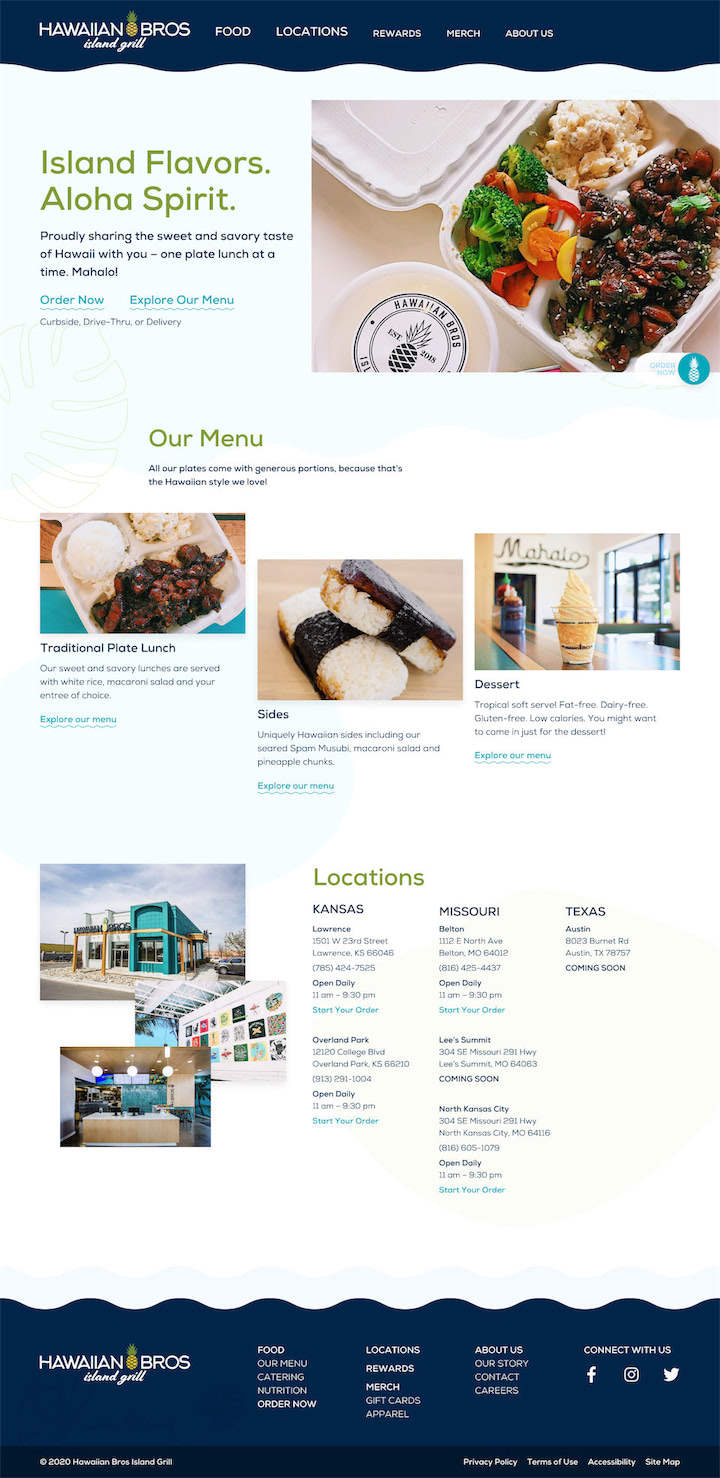 HAWAIIAN BROS
island grill
FOOD
LOCATIONS
REWARDS
MERCH
ABOUT US
Island Flavors.
Aloha Spirit.
Proudly sharing the sweet and savory taste
of Hawaii with you – one plate lunch at a
time. Mahalo!
Order Now
Explore Our Menu
Curbside, Drive-Thru, or Delivery
HAWAIIAN BROS
EST 2018
ORDER
NOW
Our Menu
All our plates come with generous portions, because that's
the Hawaiian style we love!
Traditional Plate Lunch
Our sweet and savory lunches are served
with white rice, macaroni salad and your
entree of choice.
Explore our menu
Sides
Uniquely Hawaiian sides including our
seared Spam Musubi, macaroni salad and
pineapple chunks.
Explore our menu
Mahalo
Dessert
Tropical soft serve! Fat-free. Dairy-free.
Gluten-free. Low calories. You might want
to come in just for the dessert!
Explore our menu
HAWAIIAN BROS
Locations
KANSAS
Lawrence
1501 W 23rd Street
Lawrence, KS 66046
(785) 424-7525
Open Daily
11 am – 9:30 pm
Start Your Order
Overland Park
12120 College Blvd
Overland Park, KS 66210
(913) 291-1004
Open Daily
11 am – 9:30 pm
Start Your Order
MISSOURI
Belton
1112 E North Ave
Belton, MO 64012
(816) 425-4437
Open Daily
11 am – 9:30 pm
Start Your Order
Lee's Summit
304 SE Missouri 291 Hwy
Lee's Summit, MO 64063
COMING SOON
North Kansas City
304 SE Missouri 291 Hwy
North Kansas City, MO 64116
(816) 605-1079
Open Daily
11 am – 9:30 pm
Start Your Order
TEXAS
Austin
8023 Burnet Rd
Austin, TX 78757
COMING SOON
HAWAIIAN BROS
island grill
FOOD
OUR MENU
CATERING
NUTRITION
ORDER NOW
LOCATIONS
REWARDS
MERCH
GIFT CARDS
APPAREL
ABOUT US
OUR STORY
CONTACT
CAREERS
CONNECT WITH US
© 2020 Hawaiian Bros Island Grill
Privacy Policy
Terms of Use
Accessibility
Site Map